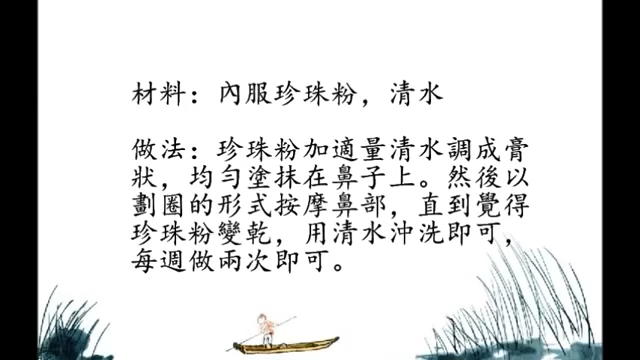 材料：內服珍珠粉，清水
做法：珍珠粉加適量清水調成膏
狀，均勻塗抹在鼻子上。然後以
劃圈的形式按摩鼻部，直到覺得
珍珠粉變乾，用清水沖洗即可，
每週做兩次即可。